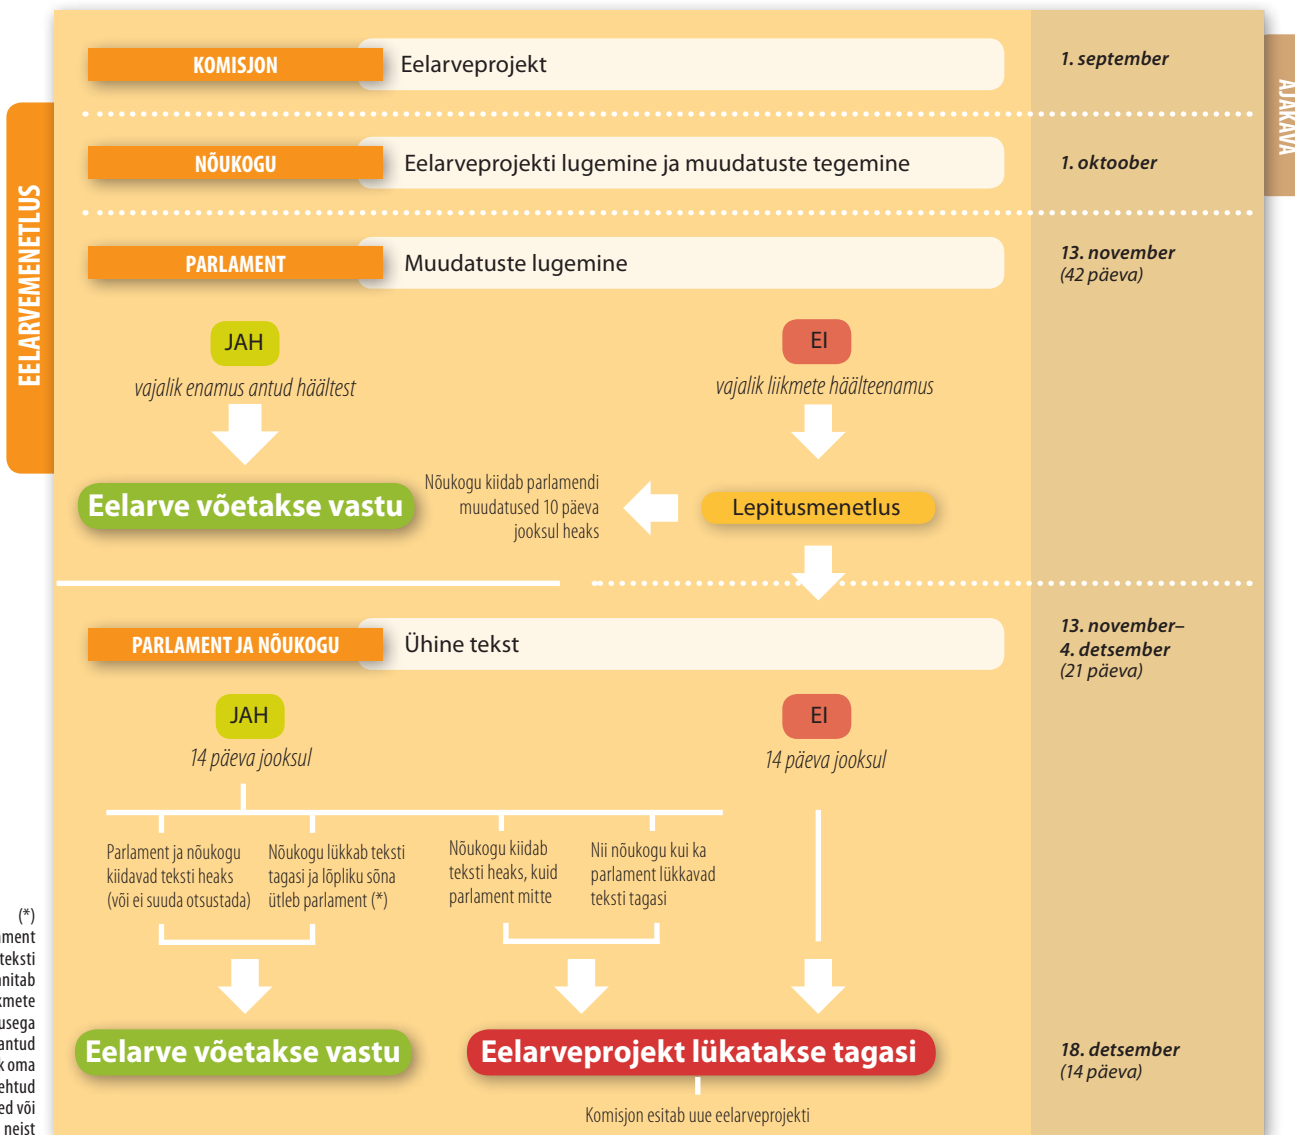 KOMISJON
Eelarveprojekt
1. september
AJAKAVA
EELARVEMENETLUS
NÕUKOGU
Eelarveprojekti lugemine ja muudatuste tegemine
1. oktoober
PARLAMENT
Muudatuste lugemine
13. november
(42 päeva)
JAH
vajalik enamus antud häältest
EI
vajalik liikmete häälteenamus
Eelarve võetakse vastu
Nõukogu kiidab parlamendi
muudatused 10 päeva
jooksul heaks
Lepitusmenetlus
PARLAMENT JA NÕUKOGU
Ühine tekst
13. november–
4. detsember
(21 päeva)
JAH
14 päeva jooksul
EI
14 päeva jooksul
Parlament ja nõukogu
kiidavad teksti heaks
(või ei suuda otsustada)
Nõukogu lükkab teksti
tagasi ja lõpliku sõna
ütleb parlament (*)
Nõukogu kiidab
teksti heaks, kuid
parlament mitte
Nii nõukogu kui ka
parlament lükkavad
teksti tagasi
Eelarve võetakse vastu
Eelarveprojekt lükatakse tagasi
Komisjon esitab uue eelarveprojekti
18. detsember
(14 päeva)
(*)
teksti
antud
oma
või
neist